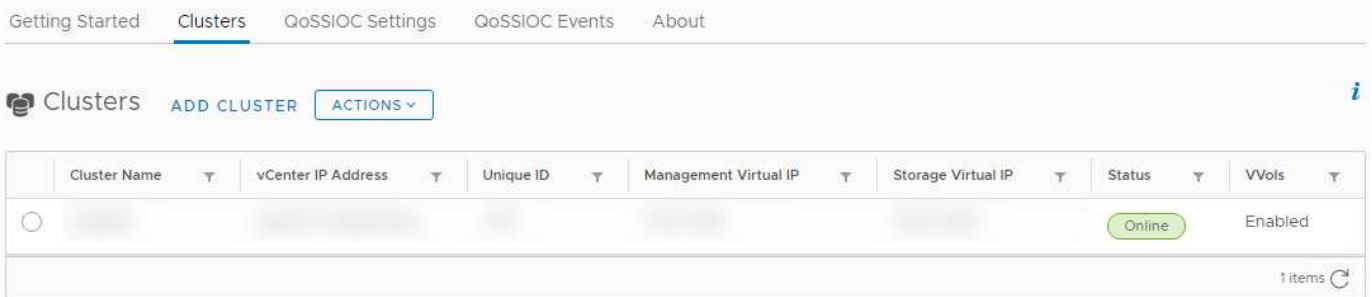 Getting Started Clusters QoSSIOC Settings QoSSIOC Events About
Clusters ADD CLUSTER ACTIONS i
Cluster Name vCenter IP Address Unique ID Management Virtual IP Storage Virtual IP Status VVols
Online Enabled
1 items